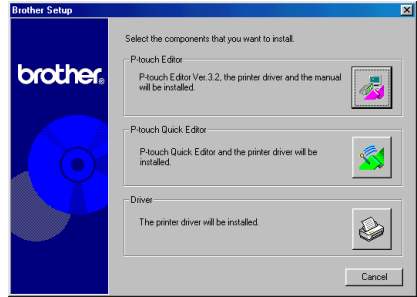 Brother Setup
Select the components that you want to install.
brother®
P-touch Editor
P-touch Editor Ver.3.2, the printer driver and the manual
will be installed.
P-touch Quick Editor
P-touch Quick Editor and the printer driver will be
installed.
Driver
The printer driver will be installed.
Cancel